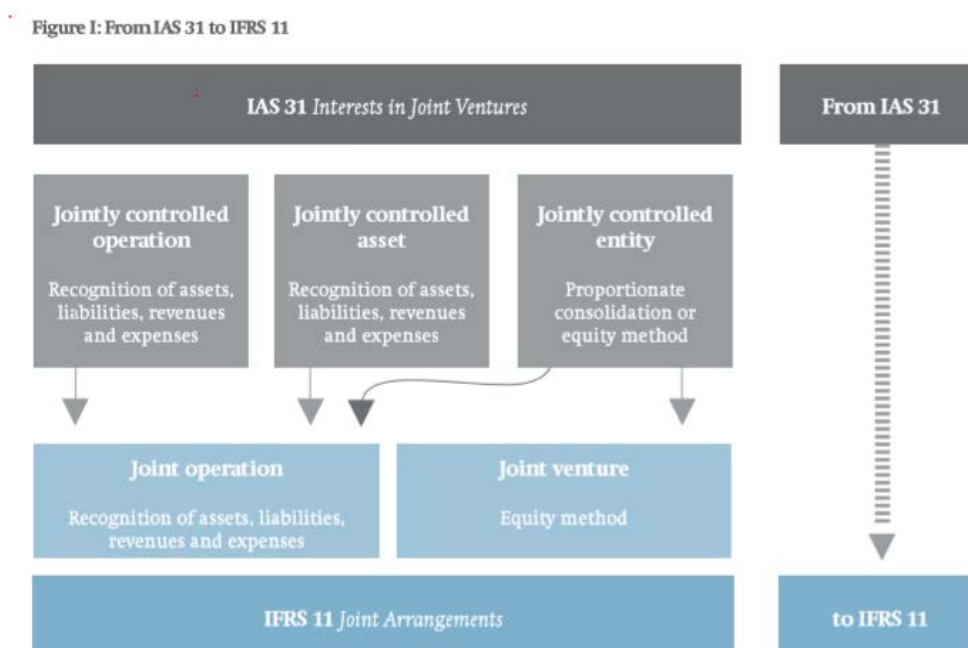 Figure I: From IAS 31 to IFRS 11
IAS 31 Interests in Joint Ventures
From IAS 31
Jointly controlled
operation
Recognition of assets,
liabilities, revenues
and expenses
Jointly controlled
asset
Recognition of assets,
liabilities, revenues
and expenses
Jointly controlled
entity
Proportionate
consolidation or
equity method
Joint operation
Recognition of assets, liabilities,
revenues and expenses
Joint venture
Equity method
IFRS 11 Joint Arrangements
to IFRS 11